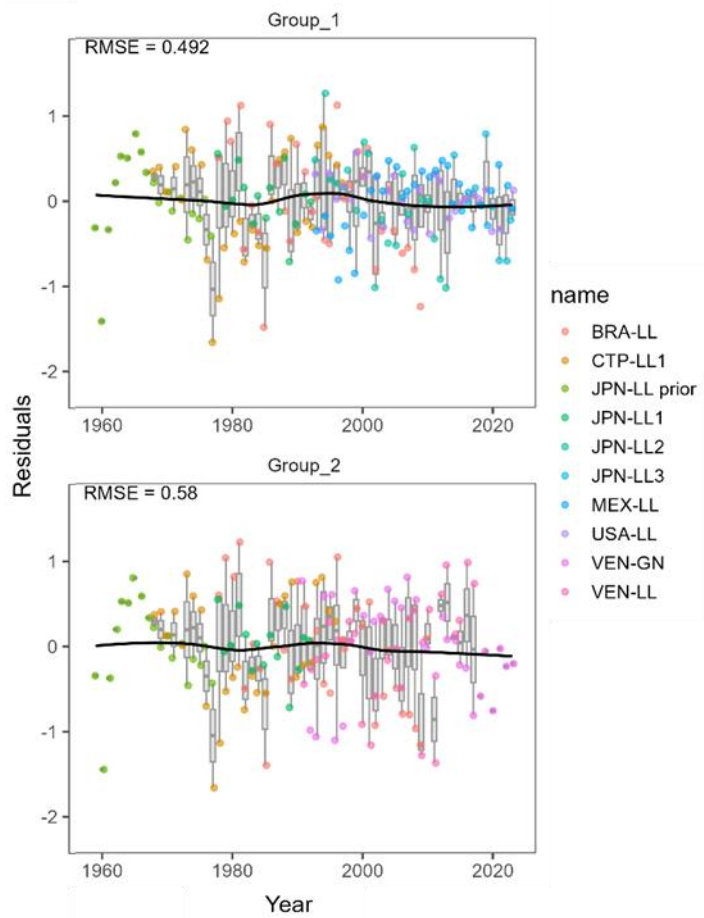 Group_1
RMSE = 0.492
1
0
-1
-2
1960 1980 2000 2020
Residuals
Group_2
RMSE = 0.58
1
0
-1
-2
1960 1980 2000 2020
Year
name
BRA-LL
CTP-LL1
JPN-LL prior
JPN-LL1
JPN-LL2
JPN-LL3
MEX-LL
USA-LL
VEN-GN
VEN-LL